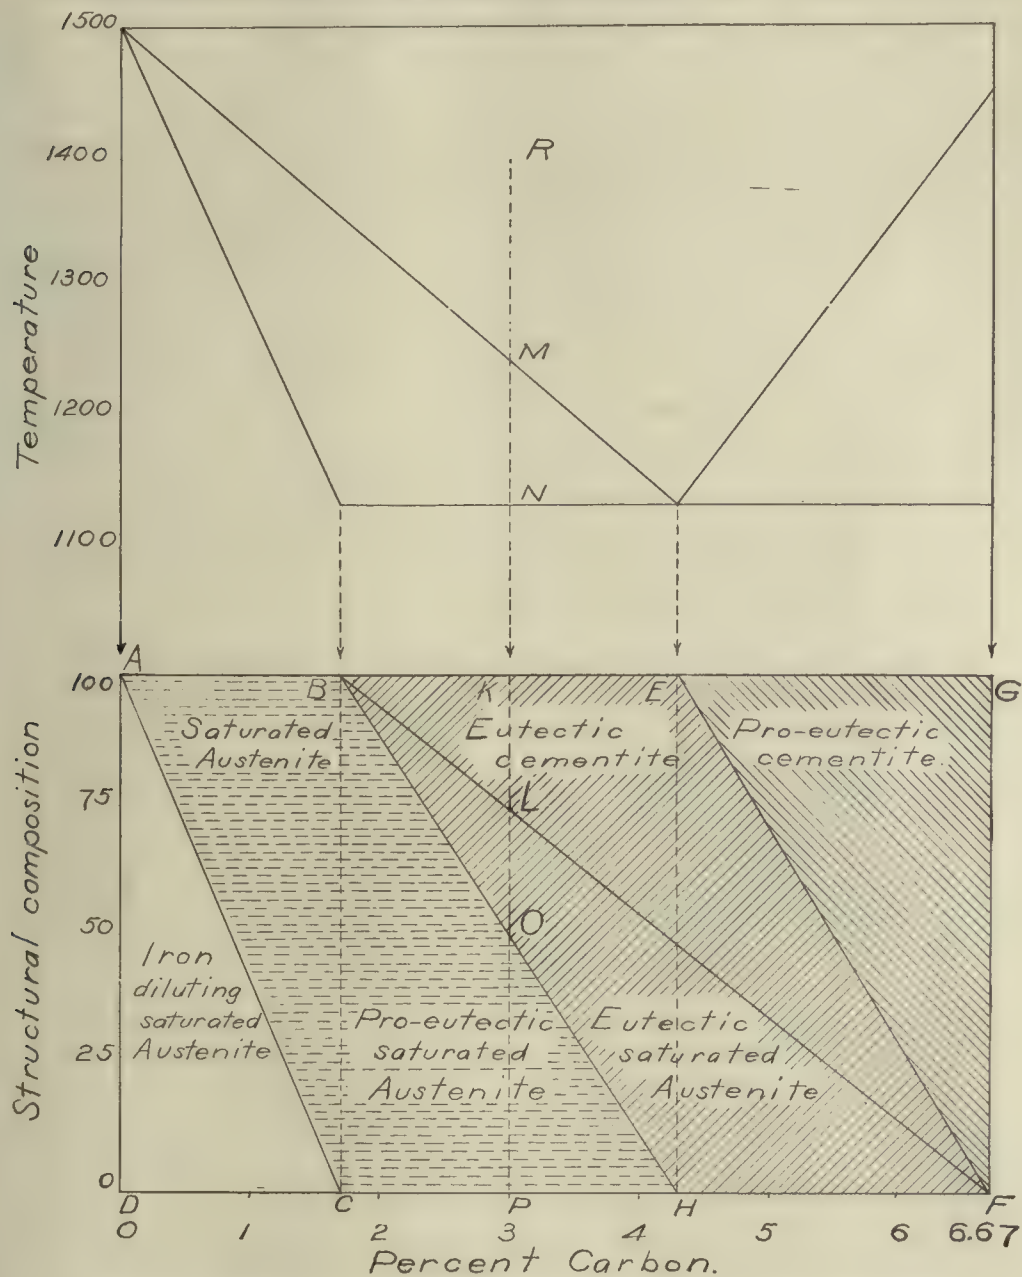 1500
1400
R
1300
M
1200
N
1100
Temperature
A
100
B
K
E
G
Saturated
Austenite
Eutectic
cementite
Pro-eutectic
cementite.
75
L
50
O
Iron
diluting
saturated
Austenite
Pro-eutectic
saturated
Austenite
Eutectic
saturated
Austenite
25
0
Structural composition
D
C
P
H
F
0
1
2
3
4
5
6
6.67
Percent Carbon.